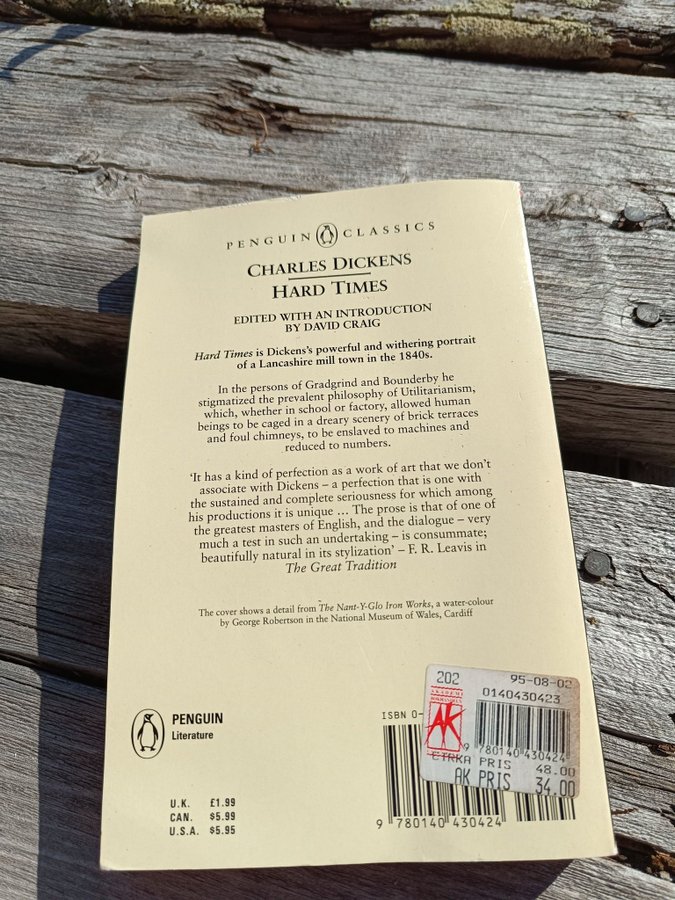 PENGUIN CLASSICS
CHARLES DICKENS
HARD TIMES
EDITED WITH AN INTRODUCTION
BY DAVID CRAIG
Hard Times is Dickens's powerful and withering portrait
of a Lancashire mill town in the 1840s.
In the persons of Gradgrind and Bounderby he
stigmatized the prevalent philosophy of Utilitarianism,
which, whether in school or factory, allowed human
beings to be caged in a dreary scenery of brick terraces
and foul chimneys, to be enslaved to machines and
reduced to numbers.
'It has a kind of perfection as a work of art that we don't
associate with Dickens – a perfection that is one with
the sustained and complete seriousness for which among
his productions it is unique ... The prose is that of one of
the greatest masters of English, and the dialogue – very
much a test in such an undertaking – is consummate;
beautifully natural in its stylization' – F. R. Leavis in
The Great Tradition
The cover shows a detail from The Nant-Y-Glo Iron Works, a water-colour
by George Robertson in the National Museum of Wales, Cardiff
PENGUIN
Literature
U.K. £1.99
CAN. $5.99
U.S.A. $5.95
ISBN 0-
202 95-08-02
0140430423
AK
9 780140 430424
CIRKA PRIS 48.00
AK PRIS 34.00
9 780140 430424